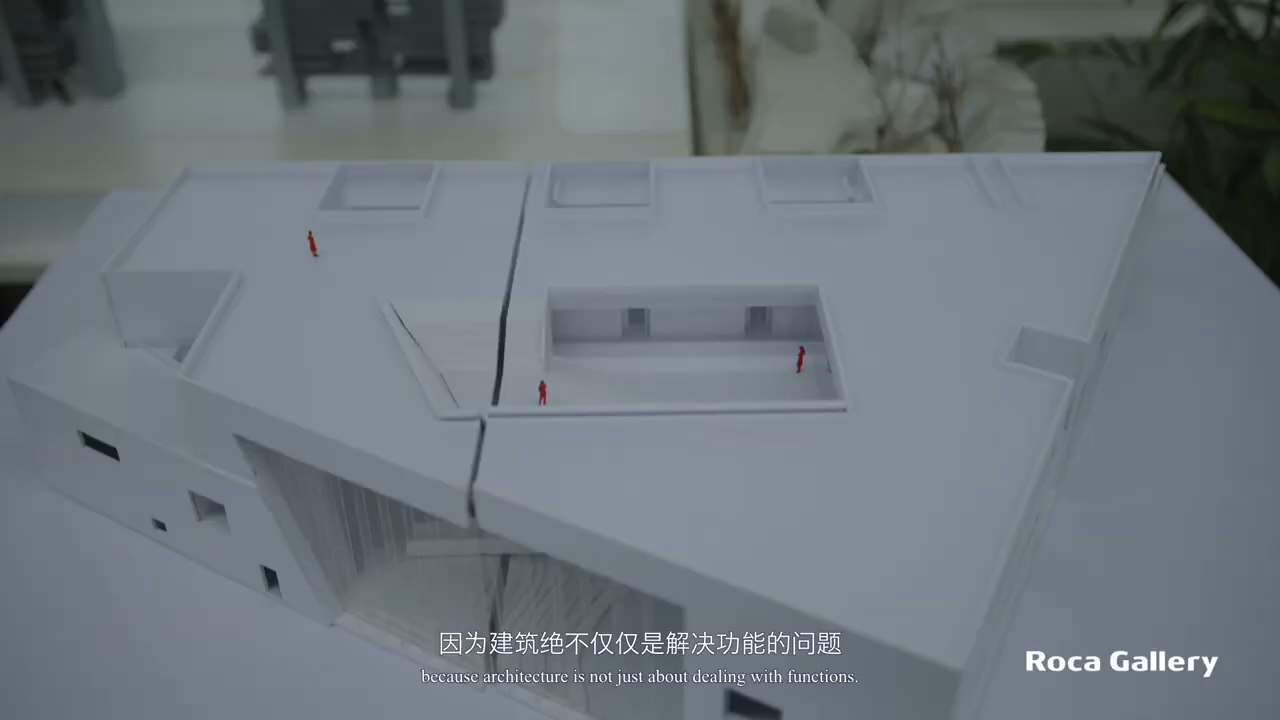 因为建筑绝不仅仅是解决功能的问题
because architecture is not just about dealing with functions.
Roca Gallery